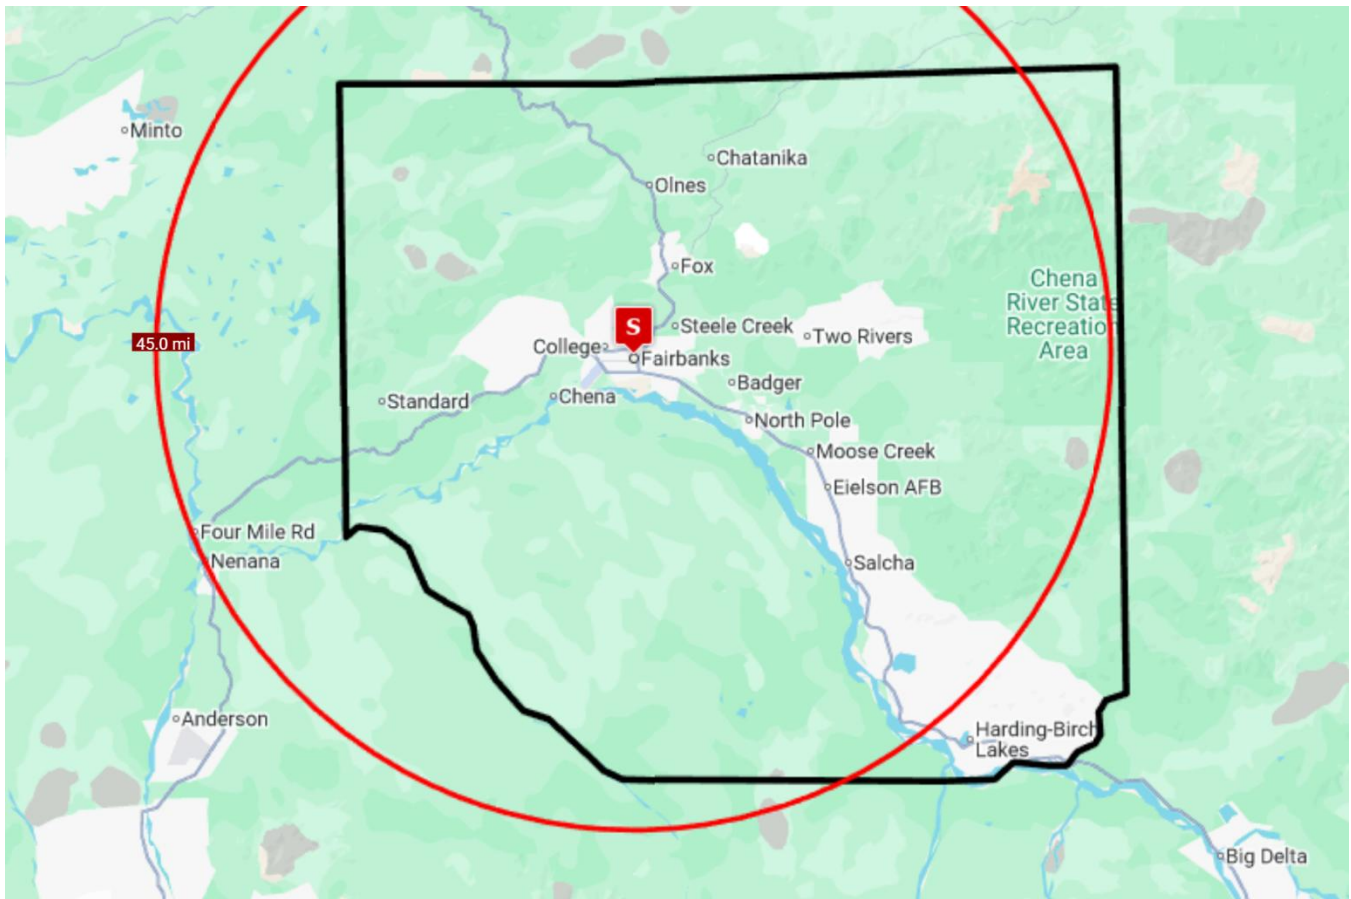 Minto
Chatanika
Olnes
Fox
Chena
River State
Recreation
Area
S
Steele Creek
Two Rivers
45.0 mi
College
Fairbanks
Badger
Standard
Chena
North Pole
Moose Creek
Eielson AFB
Four Mile Rd
Nenana
Salcha
Anderson
Harding-Birch
Lakes
Big Delta